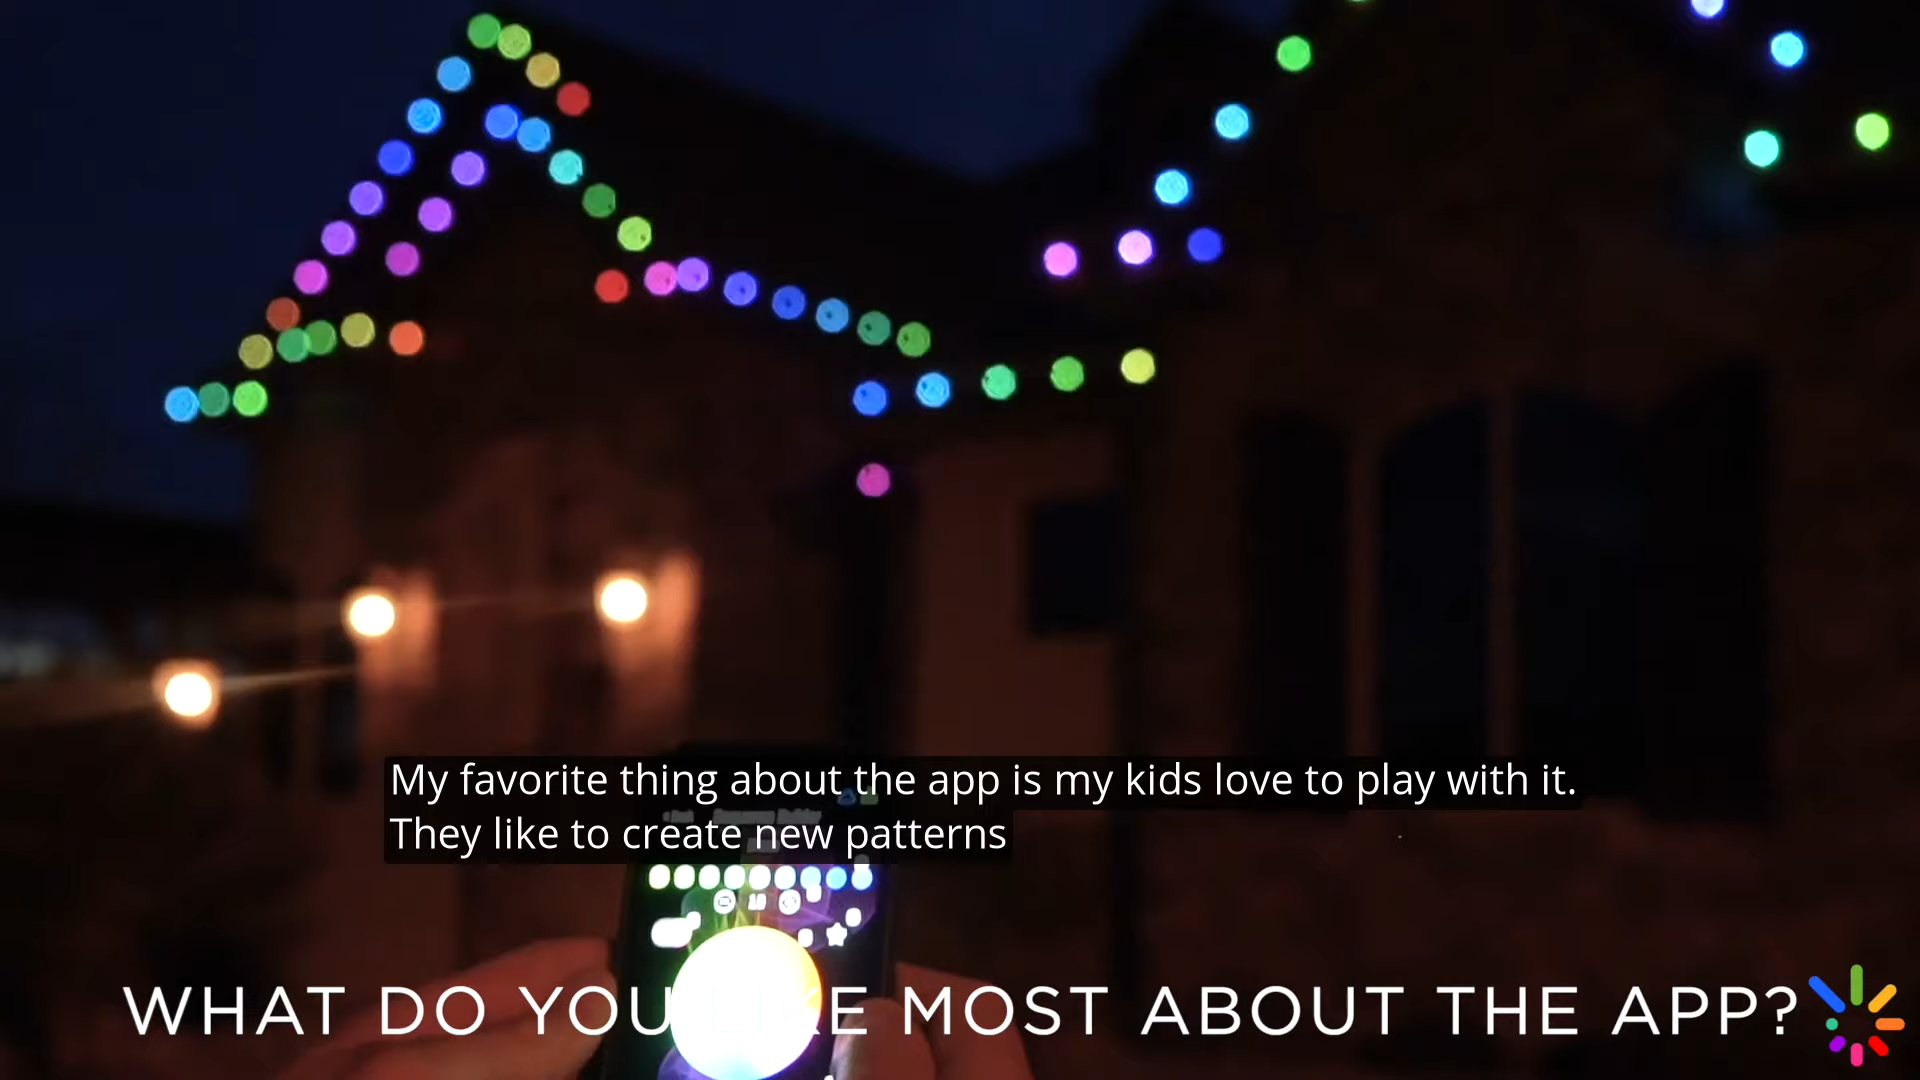 My favorite thing about the app is my kids love to play with it.
They like to create new patterns
WHAT DO YOU LIKE MOST ABOUT THE APP?